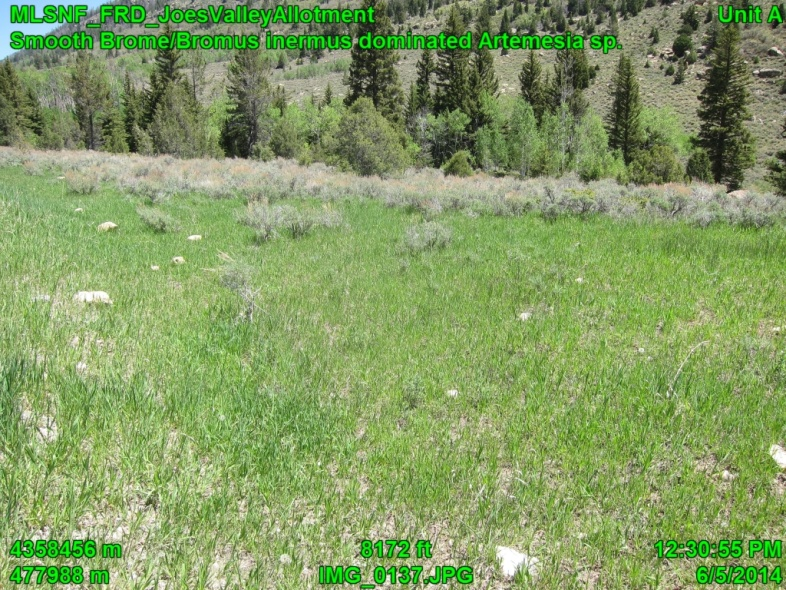 MLSNF_FRD_JoesValleyAllotment Unit A
Smooth Brome/Bromus inermus dominated Artemesia sp.
4358456 m 8172 ft 12:30:55 PM
477988 m IMG_0137.JPG 6/5/2014